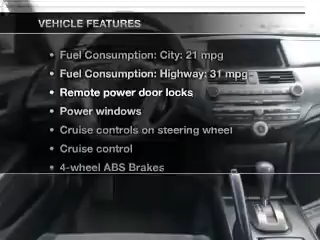 VEHICLE FEATURES
• Fuel Consumption: City: 21 mpg
• Fuel Consumption: Highway: 31 mpg
• Remote power door locks
• Power windows
• Cruise controls on steering wheel
• Cruise control
• 4-wheel ABS Brakes